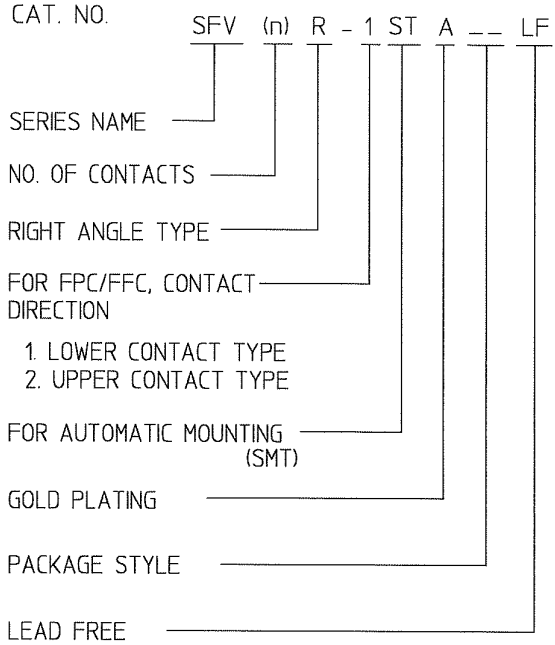 CAT. NO.
SFV (n) R - 1 ST A __ LF
SERIES NAME
NO. OF CONTACTS
RIGHT ANGLE TYPE
FOR FPC/FFC, CONTACT
DIRECTION
1. LOWER CONTACT TYPE
2. UPPER CONTACT TYPE
FOR AUTOMATIC MOUNTING
(SMT)
GOLD PLATING
PACKAGE STYLE
LEAD FREE